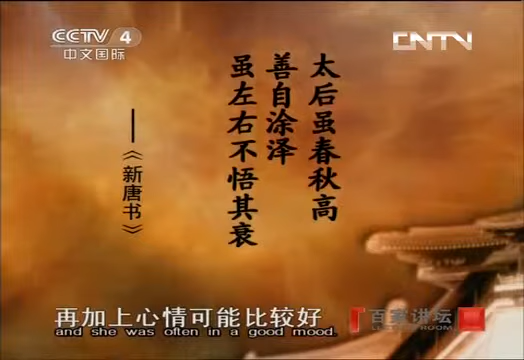 CCTV 4
中文国际
CNTV
太后虽春秋高
善自涂泽
虽左右不悟其衰
——《新唐书》
再加上心情可能比较好
and she was often in a good mood.
百家讲坛